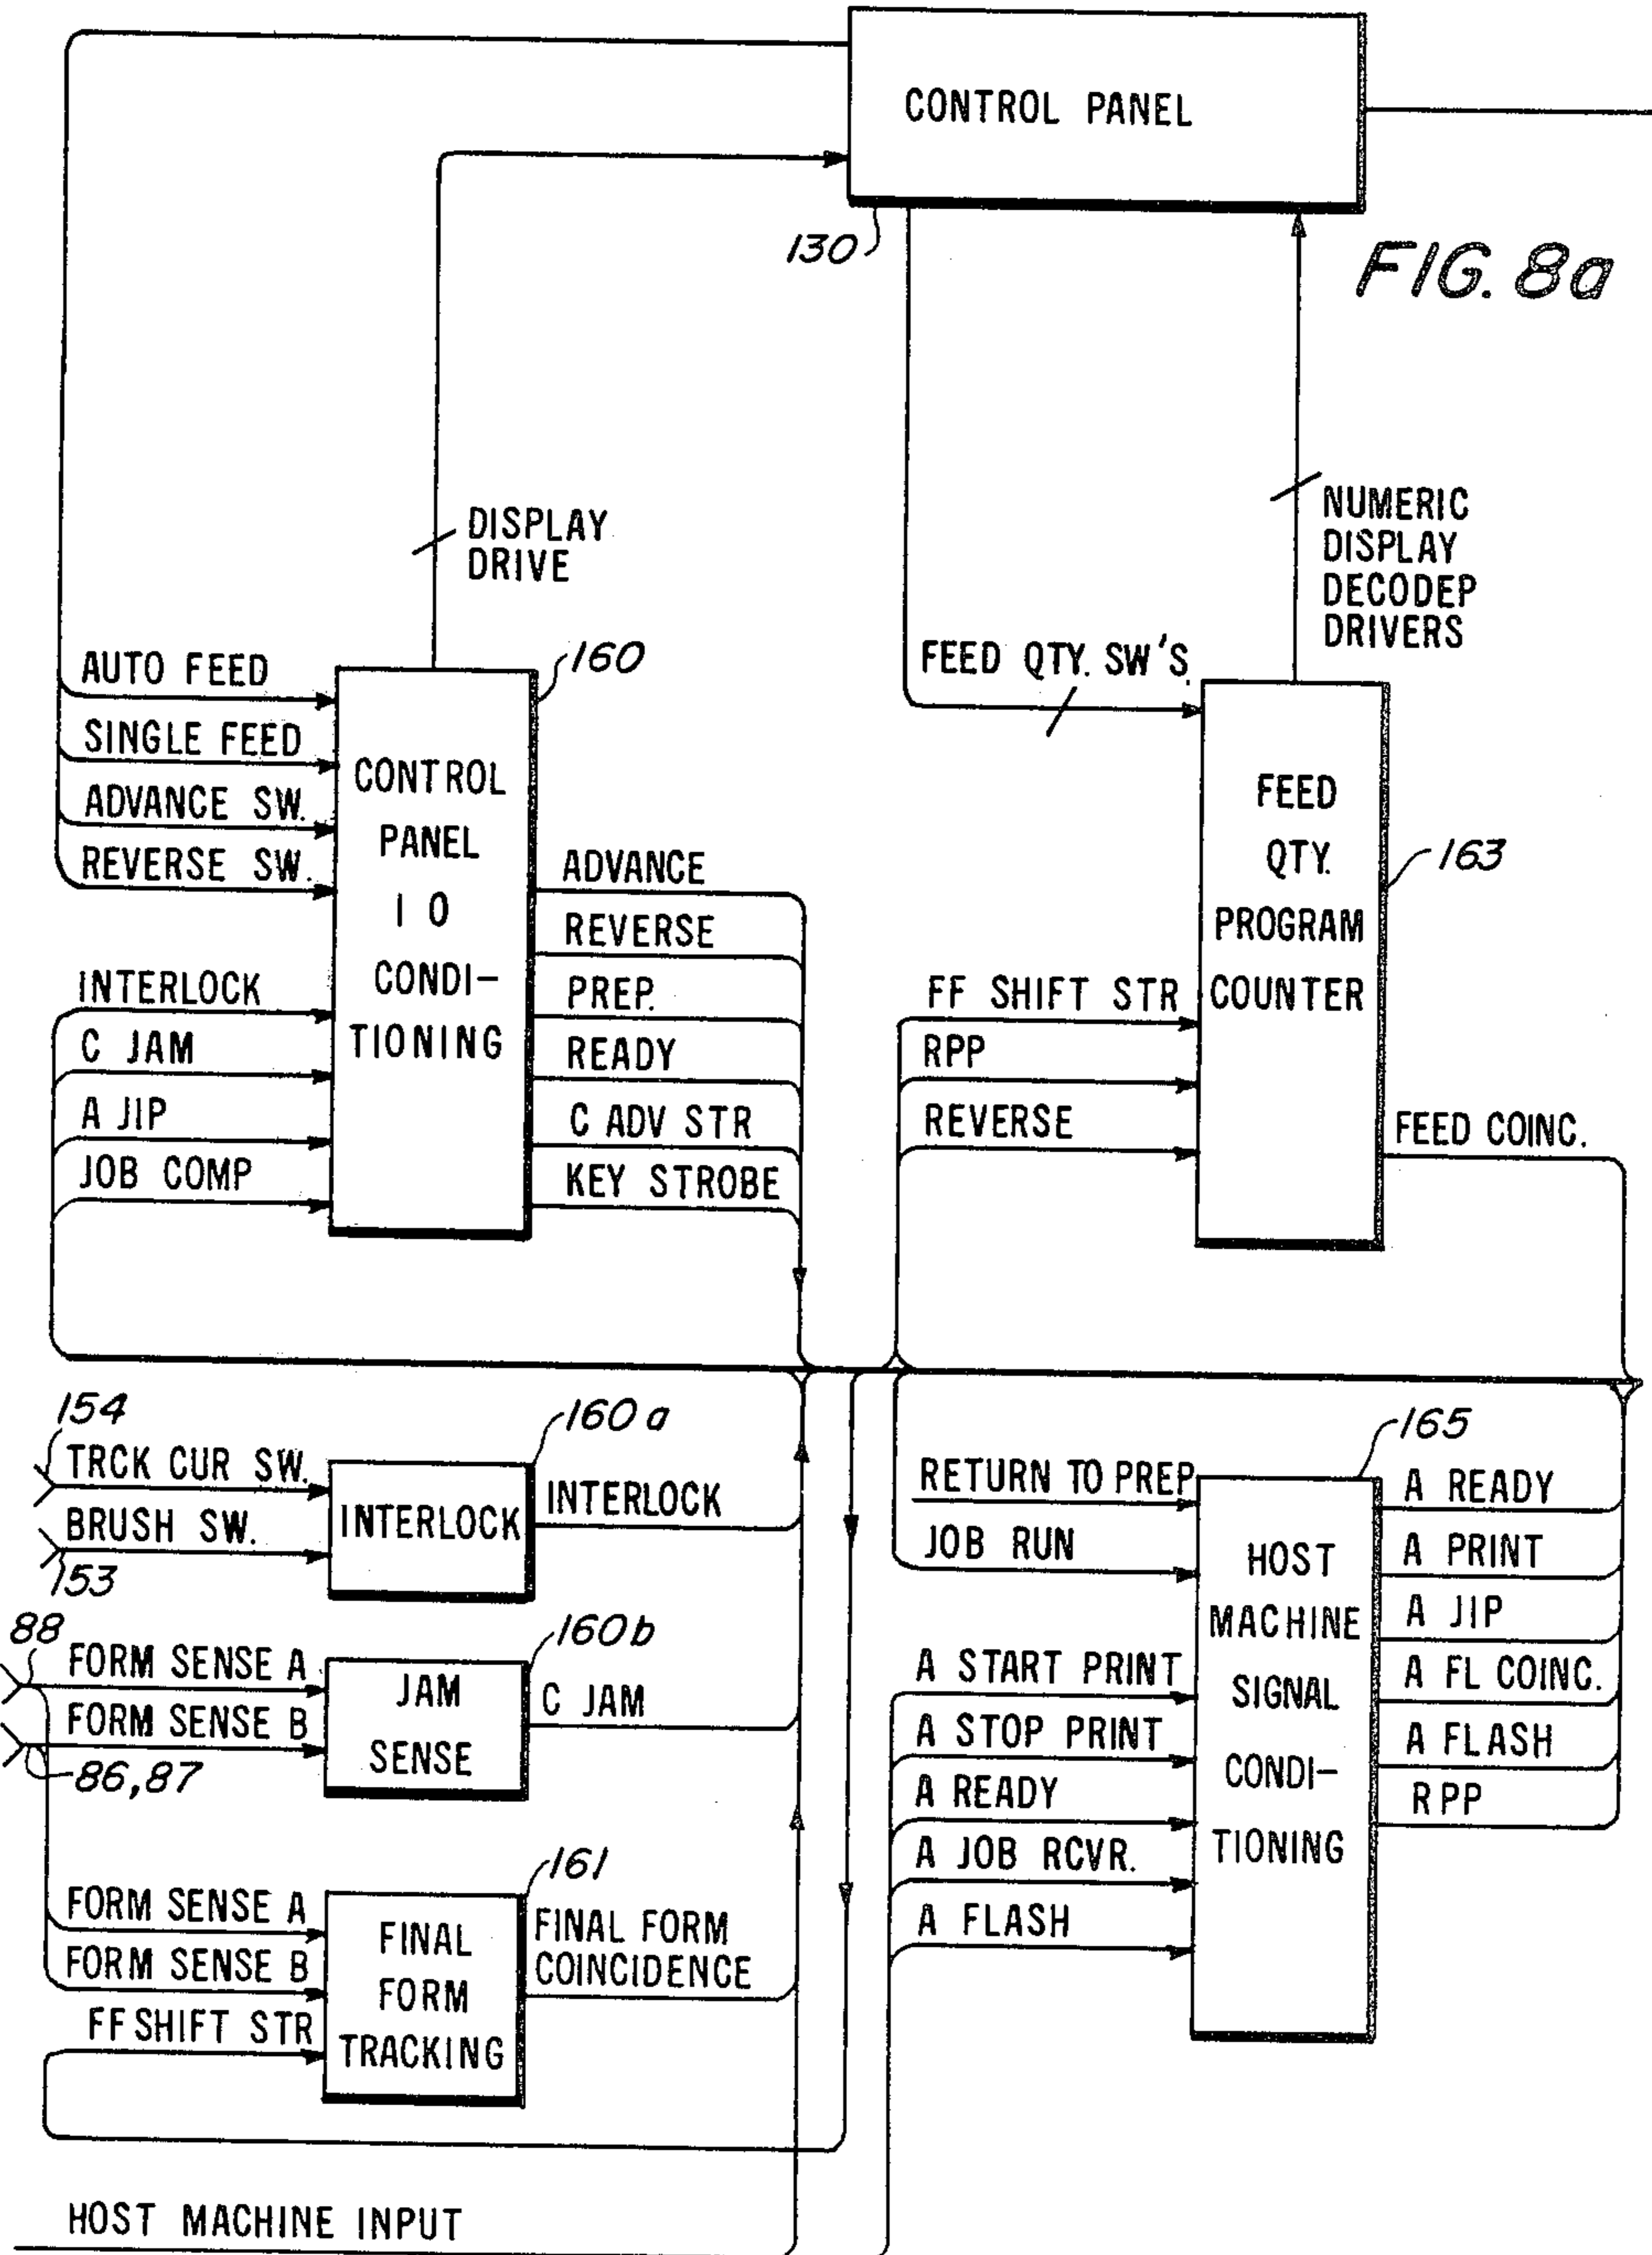 CONTROL PANEL
130
FIG. 8a
DISPLAY
DRIVE
NUMERIC
DISPLAY
DECODEP
DRIVERS
FEED QTY. SW'S.
AUTO FEED
SINGLE FEED
ADVANCE SW.
REVERSE SW.
INTERLOCK
C JAM
A JIP
JOB COMP
160
CONTROL
PANEL
I O
CONDI-
TIONING
ADVANCE
REVERSE
PREP.
READY
C ADV STR
KEY STROBE
FF SHIFT STR
RPP
REVERSE
FEED
QTY.
PROGRAM
COUNTER
163
FEED COINC.
154
TRCK CUR SW.
BRUSH SW.
153
160a
INTERLOCK
INTERLOCK
88
FORM SENSE A
FORM SENSE B
86,87
160b
JAM
SENSE
C JAM
FORM SENSE A
FORM SENSE B
FF SHIFT STR
161
FINAL
FORM
TRACKING
FINAL FORM
COINCIDENCE
HOST MACHINE INPUT
RETURN TO PREP
JOB RUN
A START PRINT
A STOP PRINT
A READY
A JOB RCVR.
A FLASH
165
HOST
MACHINE
SIGNAL
CONDI-
TIONING
A READY
A PRINT
A JIP
A FL COINC.
A FLASH
RPP